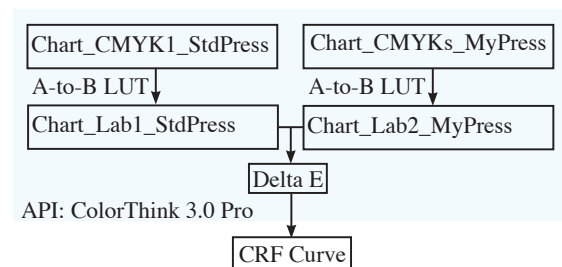 Chart_CMYK1_StdPress
Chart_CMYKs_MyPress
A-to-B LUT
A-to-B LUT
Chart_Lab1_StdPress
Chart_Lab2_MyPress
Delta E
API: ColorThink 3.0 Pro
CRF Curve